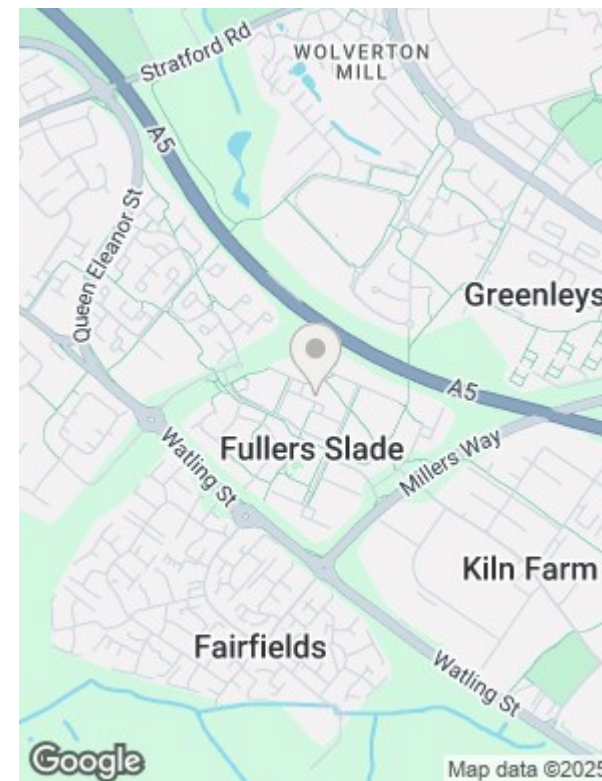 Stratford Rd
WOLVERTON
MILL
A5
Queen Eleanor St
Greenleys
A5
Fullers Slade
Watling St
Millers Way
Kiln Farm
Fairfields
Watling St
Google
Map data ©2025